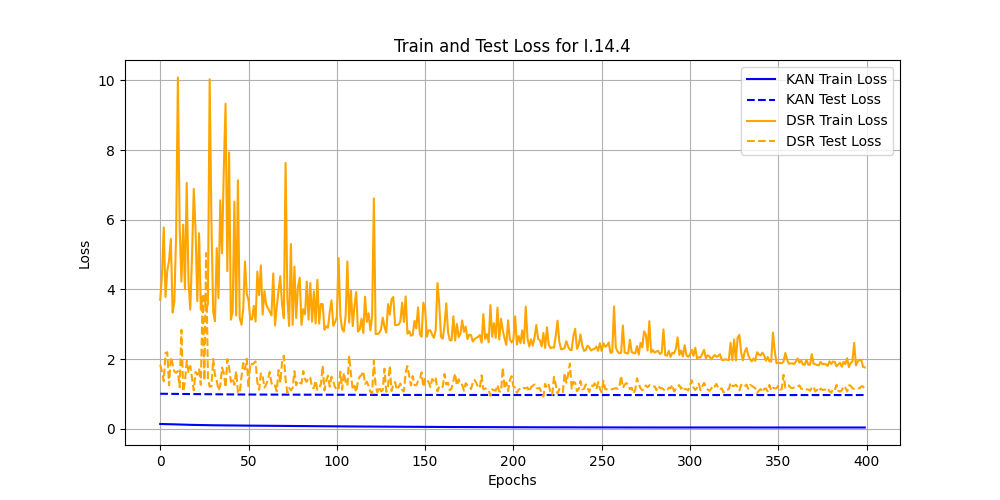 Train and Test Loss for I.14.4
KAN Train Loss
KAN Test Loss
DSR Train Loss
DSR Test Loss
10
8
6
4
2
0
Loss
0 50 100 150 200 250 300 350 400
Epochs